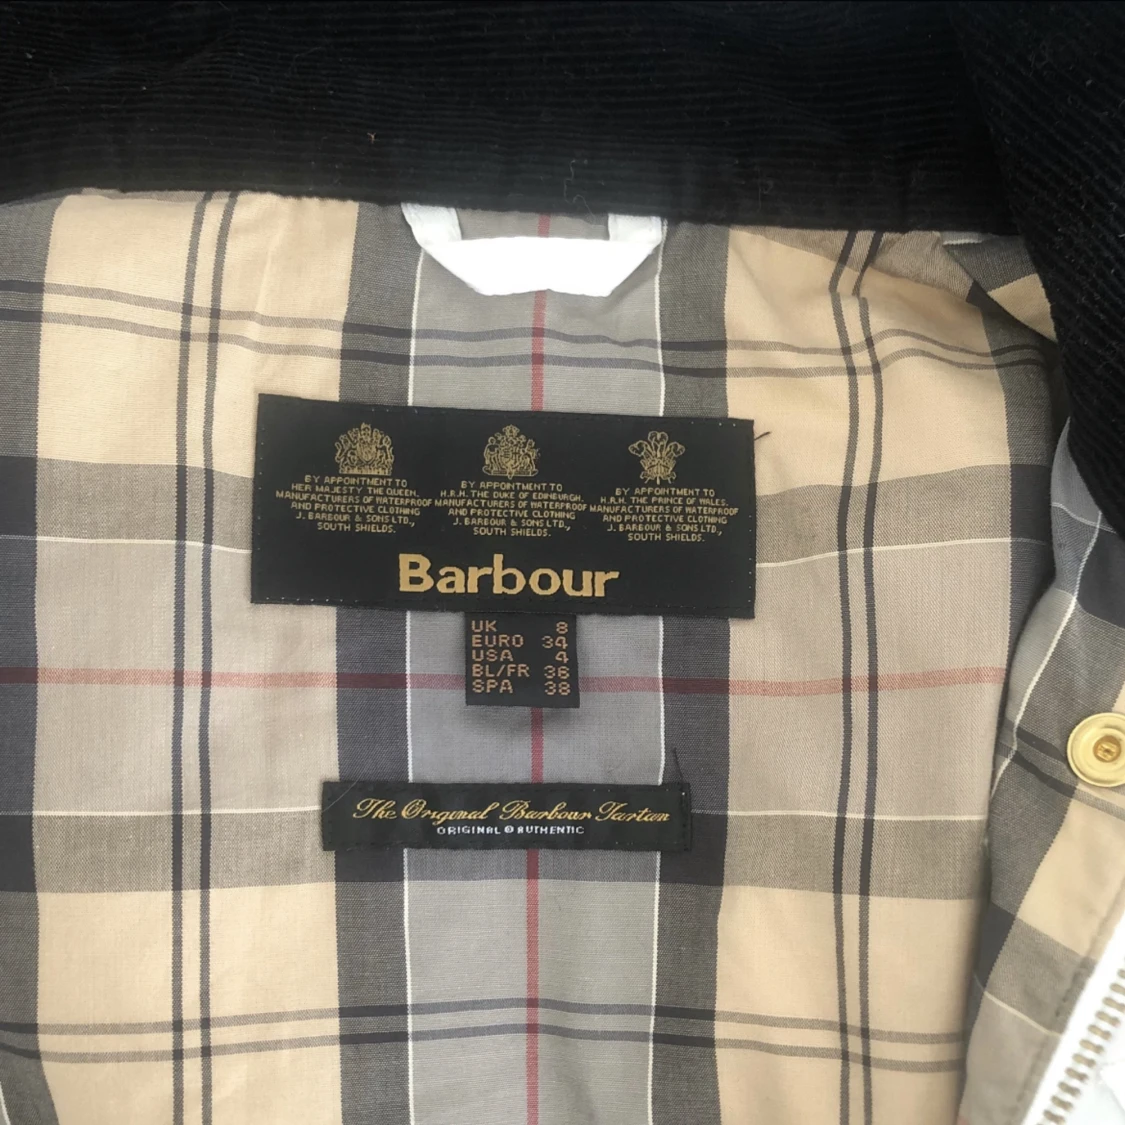 BY APPOINTMENT TO
HER MAJESTY THE QUEEN.
MANUFACTURERS OF WATERPROOF
AND PROTECTIVE CLOTHING
J. BARBOUR & SONS LTD.,
SOUTH SHIELDS.
BY APPOINTMENT TO
H.R.H. THE DUKE OF EDINBURGH.
MANUFACTURERS OF WATERPROOF
AND PROTECTIVE CLOTHING
J. BARBOUR & SONS LTD.,
SOUTH SHIELDS.
BY APPOINTMENT TO
H.R.H. THE PRINCE OF WALES.
MANUFACTURERS OF WATERPROOF
AND PROTECTIVE CLOTHING
J. BARBOUR & SONS LTD.,
SOUTH SHIELDS.
Barbour
UK 8
EURO 34
USA 4
BL/FR 36
SPA 38
The Original Barbour Tartan
ORIGINAL & AUTHENTIC